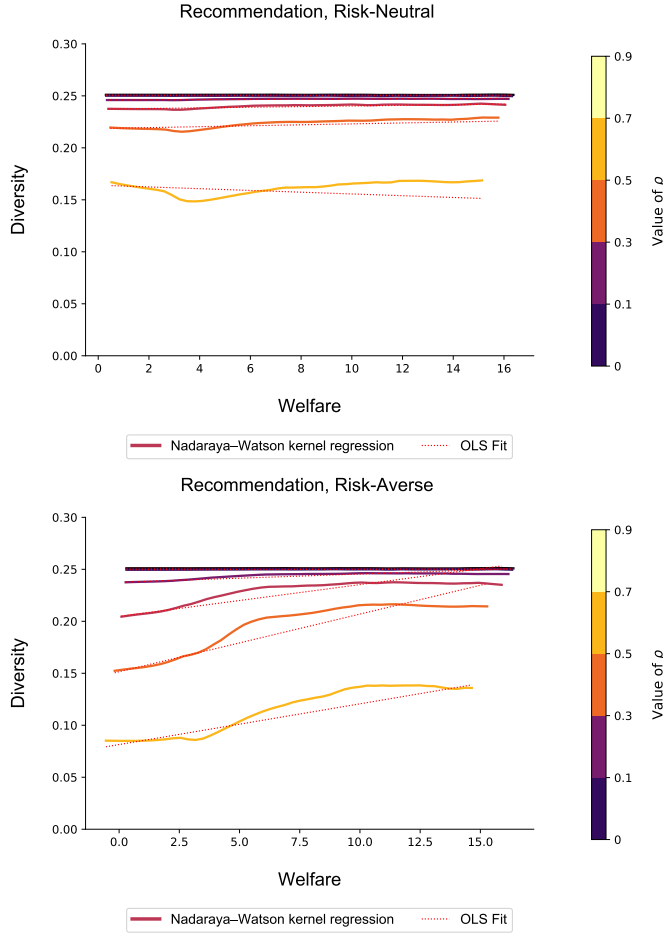 Recommendation, Risk-Neutral
0.30
0.25
0.20
0.15
0.10
0.05
0.00
Diversity
0 2 4 6 8 10 12 14 16
Welfare
0.9
0.7
0.5
0.3
0.1
0
Value of ρ
Nadaraya–Watson kernel regression OLS Fit
Recommendation, Risk-Averse
0.30
0.25
0.20
0.15
0.10
0.05
0.00
Diversity
0.0 2.5 5.0 7.5 10.0 12.5 15.0
Welfare
0.9
0.7
0.5
0.3
0.1
0
Value of ρ
Nadaraya–Watson kernel regression OLS Fit